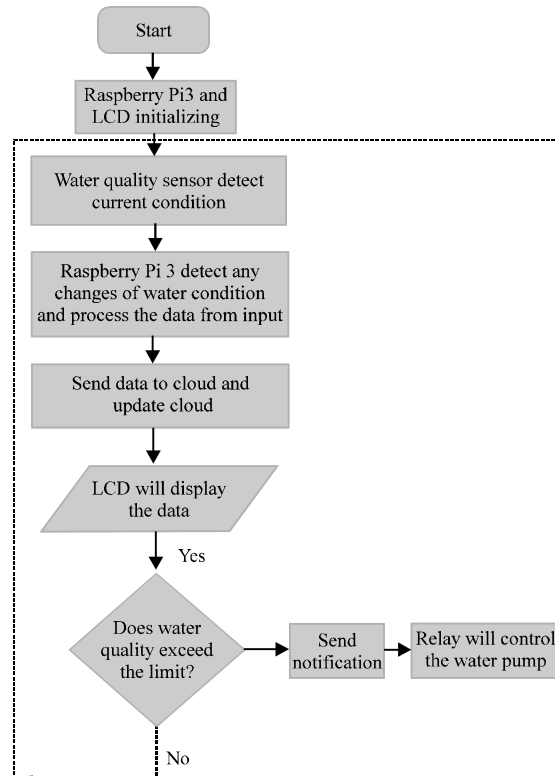 Start
Raspberry Pi3 and
LCD initializing
Water quality sensor detect
current condition
Raspberry Pi 3 detect any
changes of water condition
and process the data from input
Send data to cloud and
update cloud
LCD will display
the data
Yes
Does water
quality exceed
the limit?
Send
notification
Relay will control
the water pump
No